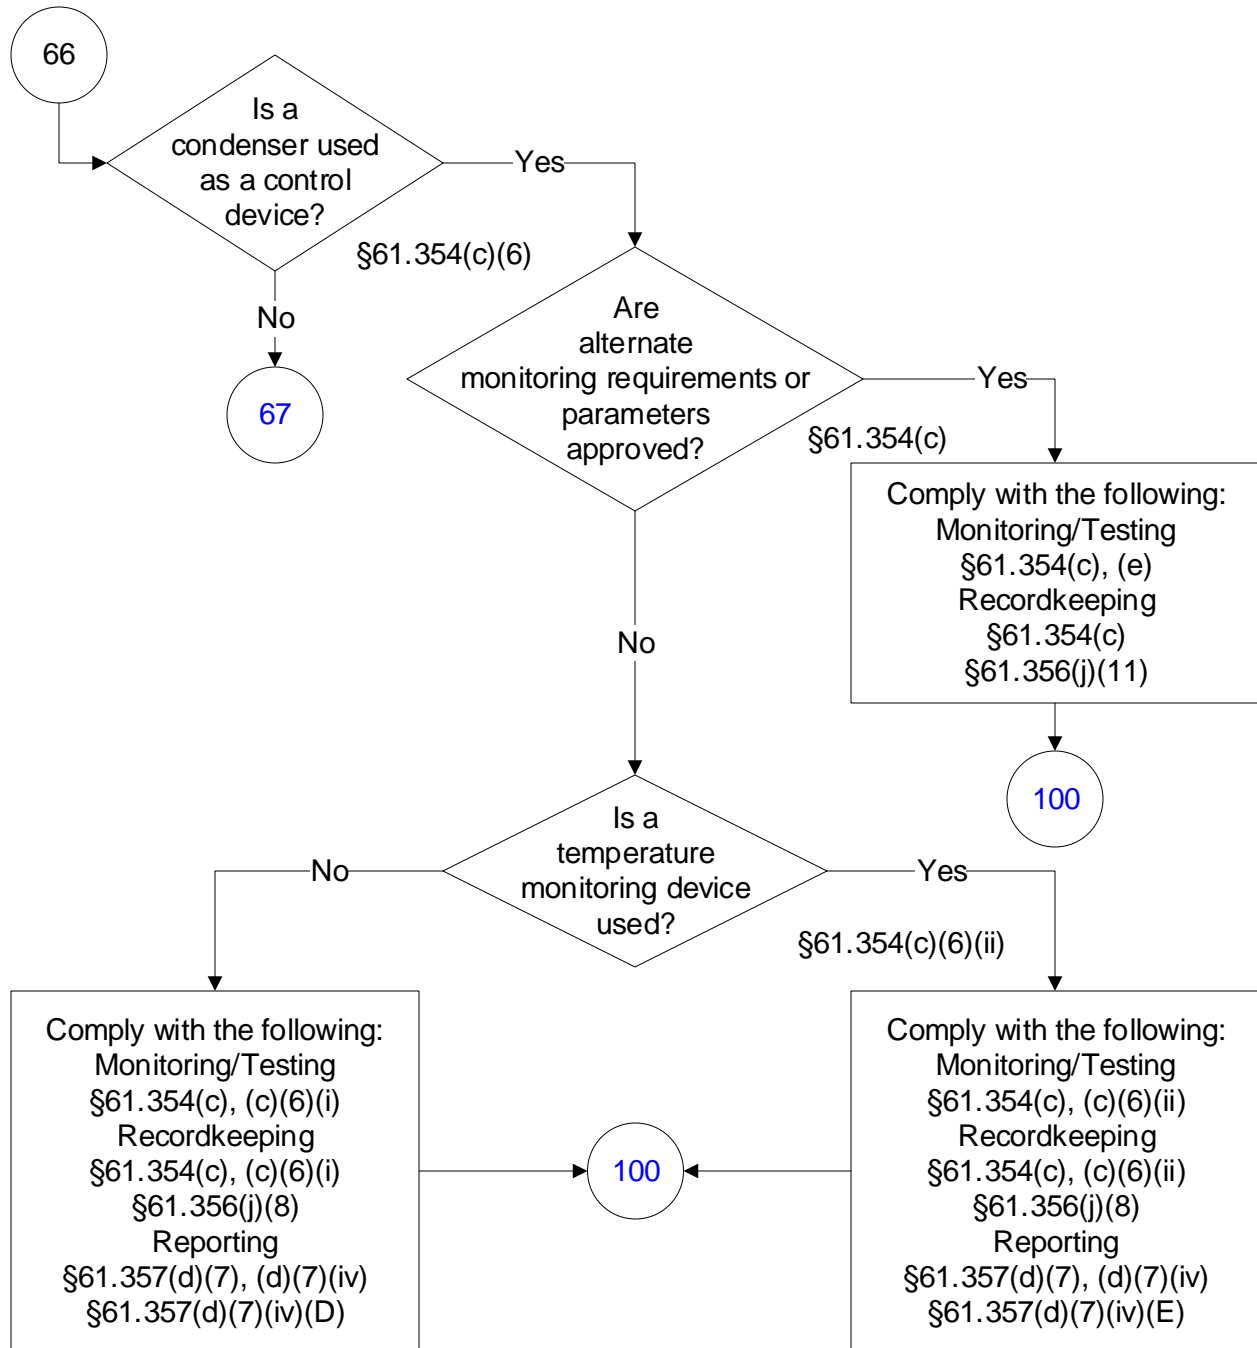 66
Is a
condenser used
as a control
device?
Yes
§61.354(c)(6)
No
67
Are
alternate
monitoring requirements or
parameters
approved?
Yes
§61.354(c)
Comply with the following:
Monitoring/Testing
§61.354(c), (e)
Recordkeeping
§61.354(c)
§61.356(j)(11)
100
No
Is a
temperature
monitoring device
used?
No
Yes
§61.354(c)(6)(ii)
Comply with the following:
Monitoring/Testing
§61.354(c), (c)(6)(i)
Recordkeeping
§61.354(c), (c)(6)(i)
§61.356(j)(8)
Reporting
§61.357(d)(7), (d)(7)(iv)
§61.357(d)(7)(iv)(D)
100
Comply with the following:
Monitoring/Testing
§61.354(c), (c)(6)(ii)
Recordkeeping
§61.354(c), (c)(6)(ii)
§61.356(j)(8)
Reporting
§61.357(d)(7), (d)(7)(iv)
§61.357(d)(7)(iv)(E)